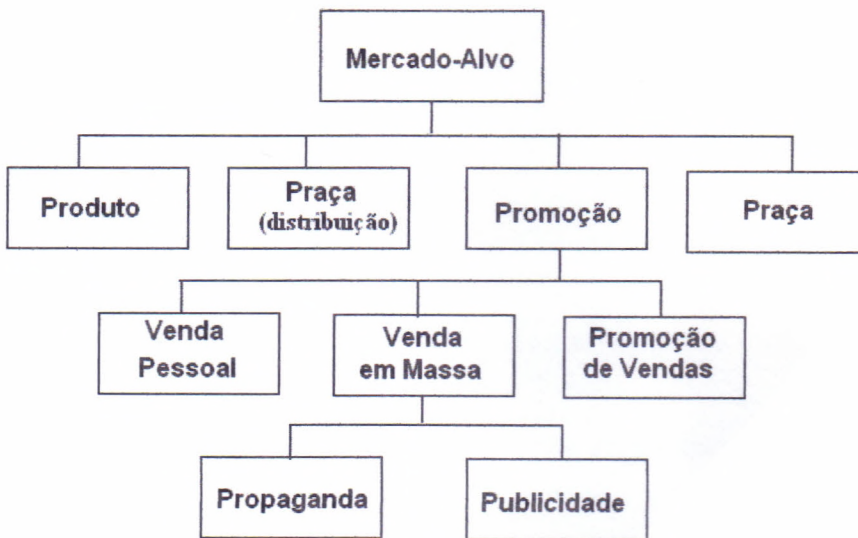 Mercado-Alvo
Produto
Praça
(distribuição)
Promoção
Praça
Venda
Pessoal
Venda
em Massa
Promoção
de Vendas
Propaganda
Publicidade